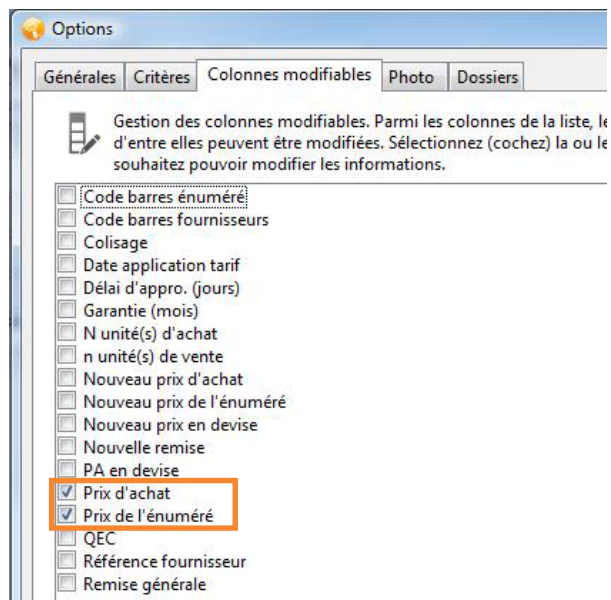 Options
Générales Critères Colonnes modifiables Photo Dossiers
Gestion des colonnes modifiables. Parmi les colonnes de la liste,
d'entre elles peuvent être modifiées. Sélectionnez (cochez) la ou
souhaitez pouvoir modifier les informations.
Code barres énuméré
Code barres fournisseurs
Colisage
Date application tarif
Délai d'appro. (jours)
Garantie (mois)
N unité(s) d'achat
n unité(s) de vente
Nouveau prix d'achat
Nouveau prix de l'énuméré
Nouveau prix en devise
Nouvelle remise
PA en devise
Prix d'achat
Prix de l'énuméré
QEC
Référence fournisseur
Remise générale